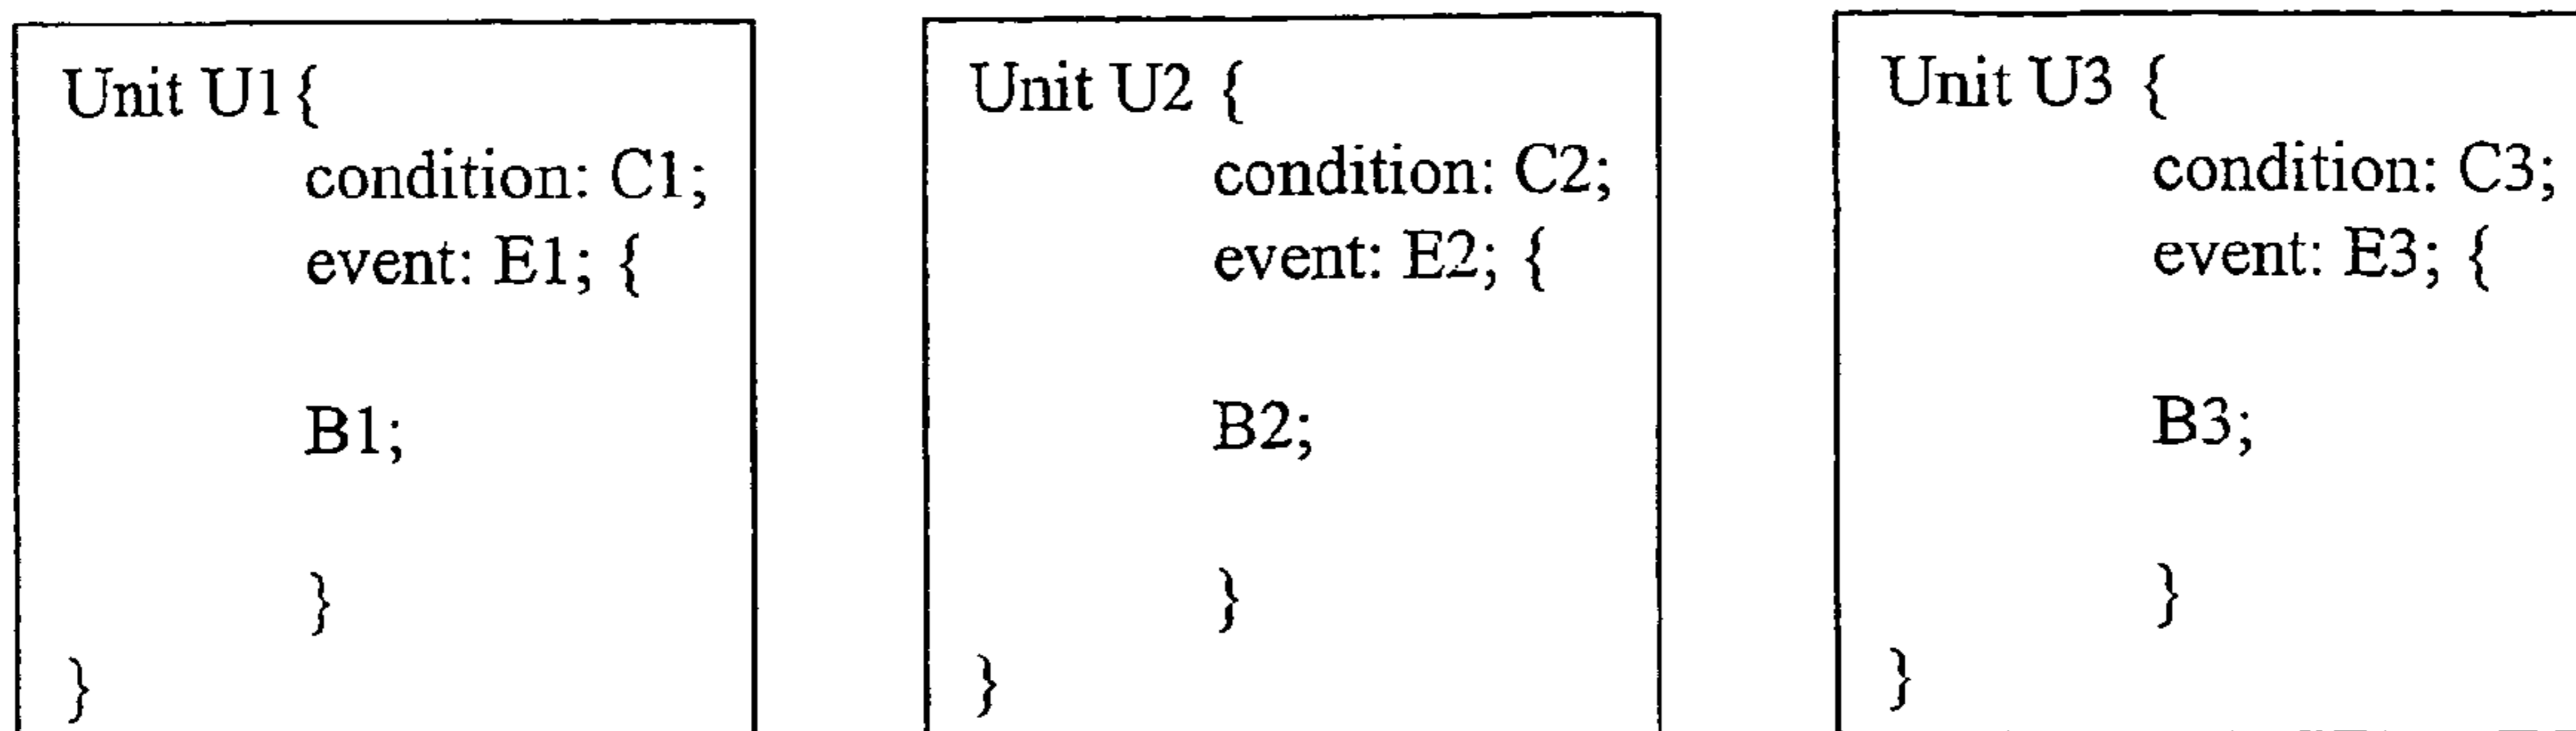 Unit U1{
condition: C1;
event: E1; {
B1;
}
}
Unit U2 {
condition: C2;
event: E2; {
B2;
}
}
Unit U3 {
condition: C3;
event: E3; {
B3;
}
}